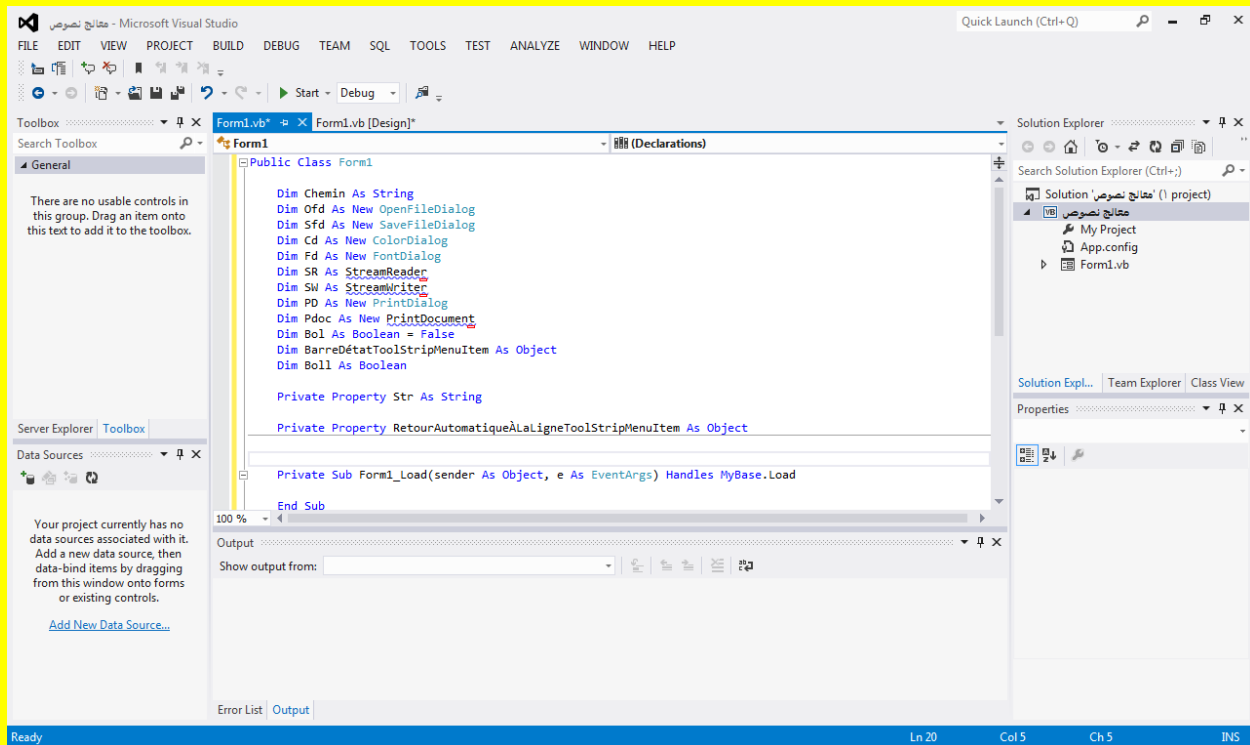 معالج نصوص - Microsoft Visual Studio
Quick Launch (Ctrl+Q)
FILE EDIT VIEW PROJECT BUILD DEBUG TEAM SQL TOOLS TEST ANALYZE WINDOW HELP
Start Debug
Toolbox
Search Toolbox
General
There are no usable controls in
this group. Drag an item onto
this text to add it to the toolbox.
Server Explorer Toolbox
Data Sources
Your project currently has no
data sources associated with it.
Add a new data source, then
data-bind items by dragging
from this window onto forms
or existing controls.
Add New Data Source...
Form1.vb* Form1.vb [Design]*
Form1 (Declarations)
Public Class Form1
Dim Chemin As String
Dim Ofd As New OpenFileDialog
Dim Sfd As New SaveFileDialog
Dim Cd As New ColorDialog
Dim Fd As New FontDialog
Dim SR As StreamReader
Dim SW As StreamWriter
Dim PD As New PrintDialog
Dim Pdoc As New PrintDocument
Dim Bol As Boolean = False
Dim BarreDétatToolStripMenuItem As Object
Dim Boll As Boolean
Private Property Str As String
Private Property RetourAutomatiqueÀLaLigneToolStripMenuItem As Object
Private Sub Form1_Load(sender As Object, e As EventArgs) Handles MyBase.Load
End Sub
100 %
Output
Show output from:
Error List Output
Solution Explorer
Search Solution Explorer (Ctrl+;)
Solution 'معالج نصوص' (١ project)
معالج نصوص
My Project
App.config
Form1.vb
Solution Expl... Team Explorer Class View
Properties
Ready Ln 20 Col 5 Ch 5 INS